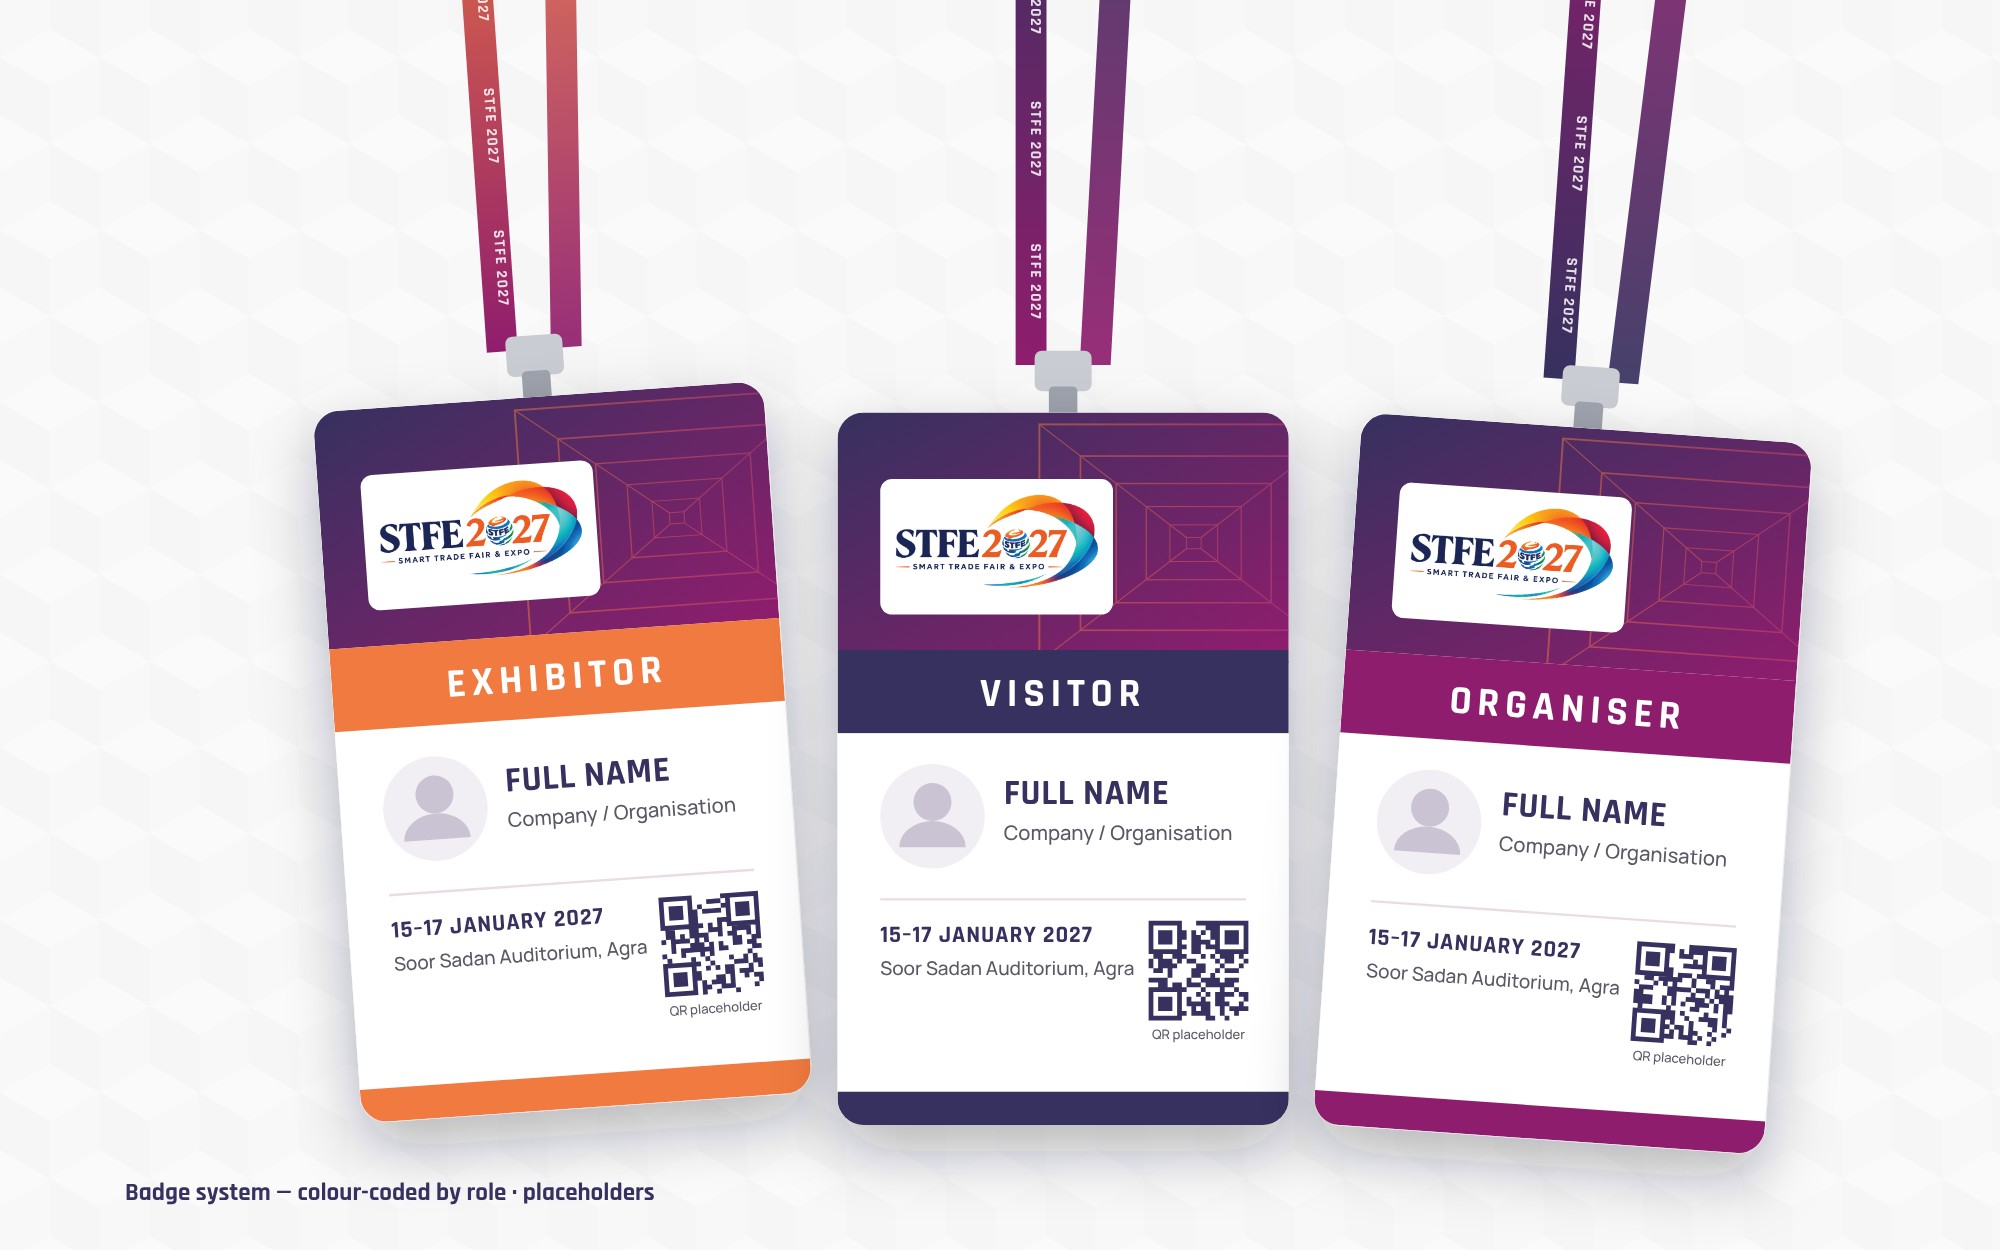 2027
STFE 2027
STFE 2027
STFE 2027
SMART TRADE FAIR & EXPO
EXHIBITOR
FULL NAME
Company / Organisation
15-17 JANUARY 2027
Soor Sadan Auditorium, Agra
QR placeholder
2027
STFE 2027
STFE 2027
STFE 2027
SMART TRADE FAIR & EXPO
VISITOR
FULL NAME
Company / Organisation
15-17 JANUARY 2027
Soor Sadan Auditorium, Agra
QR placeholder
E 2027
STFE 2027
STFE 2027
STFE 2027
SMART TRADE FAIR & EXPO
ORGANISER
FULL NAME
Company / Organisation
15-17 JANUARY 2027
Soor Sadan Auditorium, Agra
QR placeholder
Badge system — colour-coded by role · placeholders